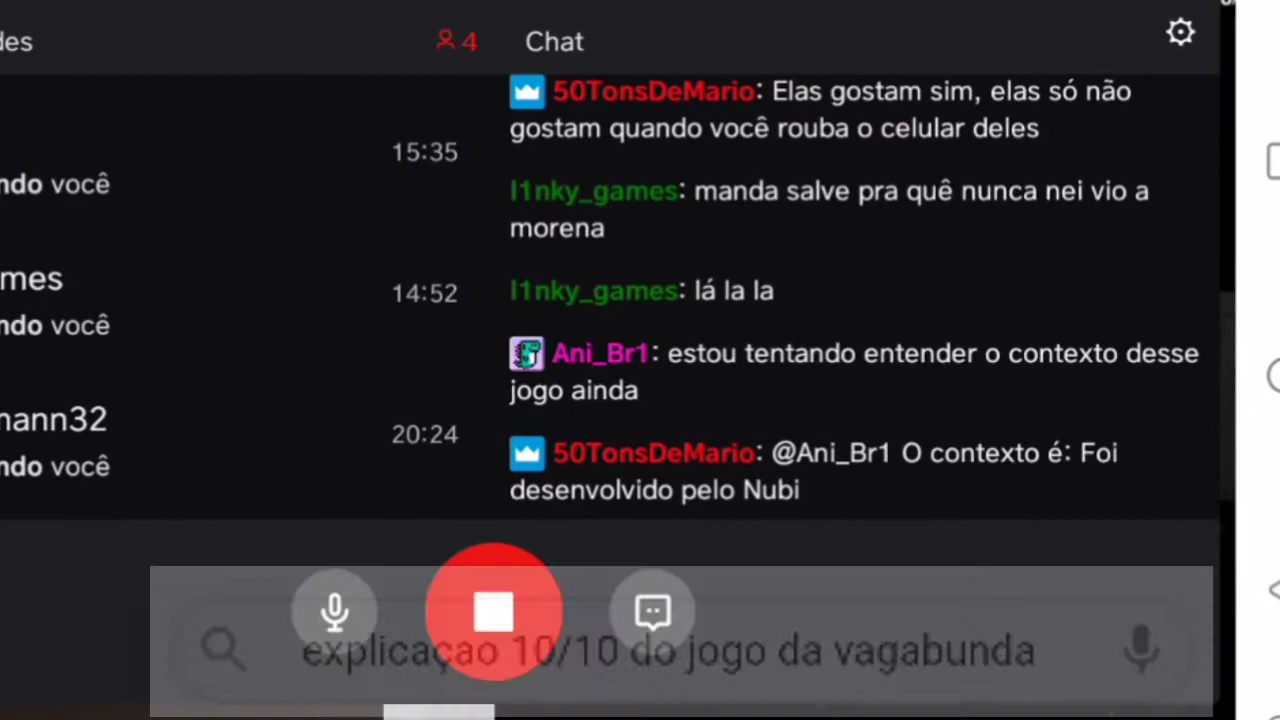 des
4
Chat
50TonsDeMario: Elas gostam sim, elas só não
gostam quando você rouba o celular deles
15:35
ndo você
l1nky_games: manda salve pra quê nunca nei vio a
morena
mes
14:52
ndo você
l1nky_games: lá la la
Ani_Br1: estou tentando entender o contexto desse
jogo ainda
mann32
20:24
ndo você
50TonsDeMario: @Ani_Br1 O contexto é: Foi
desenvolvido pelo Nubi
explicaçao 10/10 do jogo da vagabunda